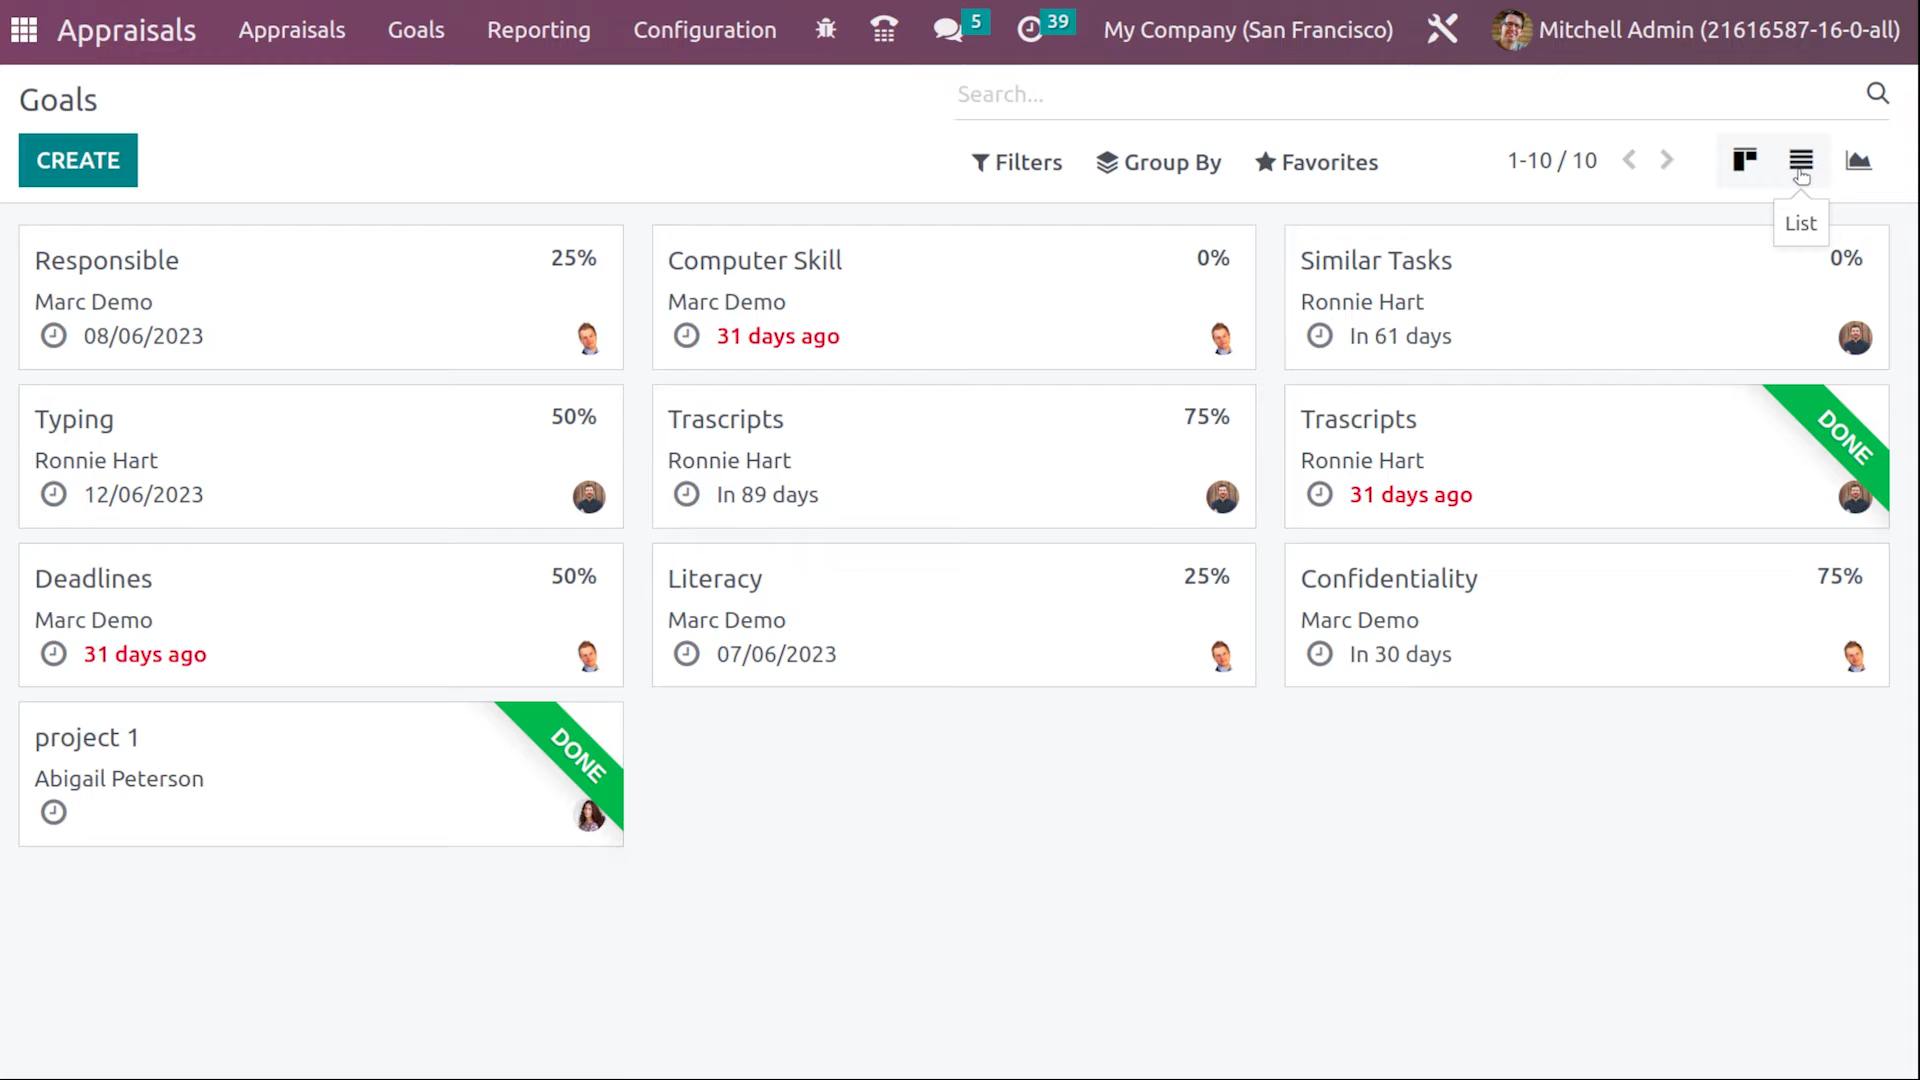 Appraisals Appraisals Goals Reporting Configuration 5 39 My Company (San Francisco) Mitchell Admin (21616587-16-0-all)
Goals
Search...
CREATE
Filters Group By Favorites 1-10 / 10
List
Responsible 25%
Marc Demo
08/06/2023
Computer Skill 0%
Marc Demo
31 days ago
Similar Tasks 0%
Ronnie Hart
In 61 days
Typing 50%
Ronnie Hart
12/06/2023
Trascripts 75%
Ronnie Hart
In 89 days
Trascripts DONE
Ronnie Hart
31 days ago
Deadlines 50%
Marc Demo
31 days ago
Literacy 25%
Marc Demo
07/06/2023
Confidentiality 75%
Marc Demo
In 30 days
project 1 DONE
Abigail Peterson